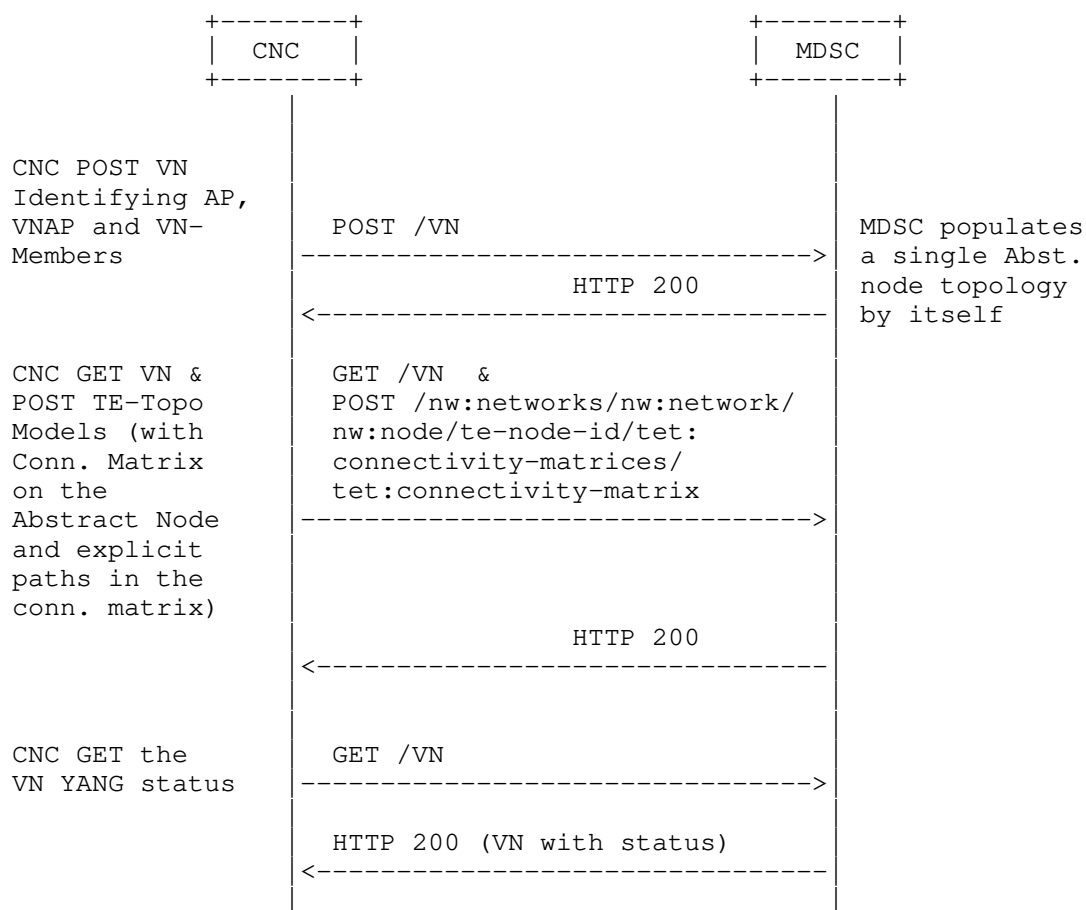 CNC MDSC
CNC POST VN
Identifying AP,
VNAP and VN- POST /VN MDSC populates
Members a single Abst.
HTTP 200 node topology
by itself
CNC GET VN & GET /VN &
POST TE-Topo POST /nw:networks/nw:network/
Models (with nw:node/te-node-id/tet:
Conn. Matrix connectivity-matrices/
on the tet:connectivity-matrix
Abstract Node
and explicit
paths in the
conn. matrix)
HTTP 200
CNC GET the GET /VN
VN YANG status
HTTP 200 (VN with status)